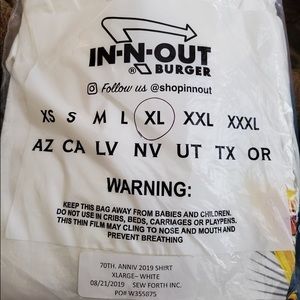 IN-N-OUT
® BURGER
Follow us @shopinnout
XS S M L XL XXL XXXL
AZ CA LV NV UT TX OR
WARNING:
KEEP THIS BAG AWAY FROM BABIES AND CHILDREN.
DO NOT USE IN CRIBS, BEDS, CARRIAGES OR PLAYPENS.
THIS THIN FILM MAY CLING TO NOSE AND MOUTH AND
PREVENT BREATHING
70TH. ANNIV 2019 SHIRT
XLARGE- WHITE
08/21/2019 SEW FORTH INC.
PO# W355875